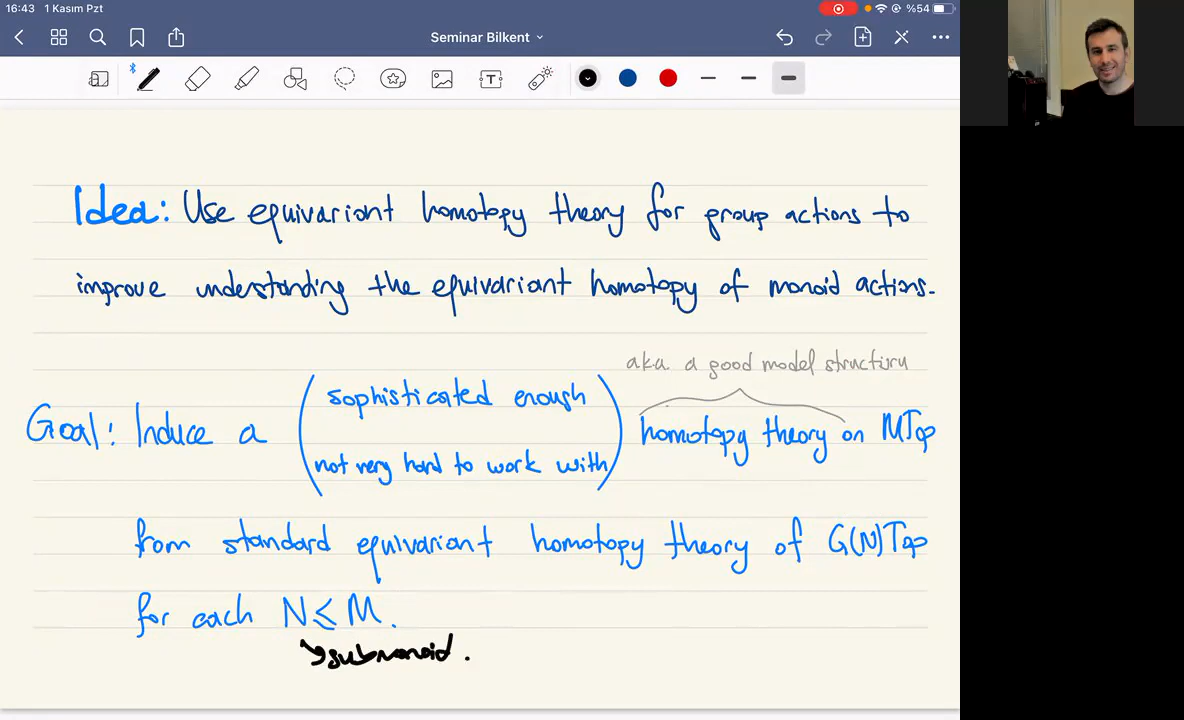 16:43 1 Kasım Pzt %54
Seminar Bilkent
T
Idea: Use equivariant homotopy theory for group actions to
improve understanding the equivariant homotopy of monoid actions.
aka. a good model structure
Goal: Induce a (sophisticated enough
not very hard to work with) homotopy theory on MTop
from standard equivariant homotopy theory of G(N)Top
for each N ≤ M.
→ submonoid.